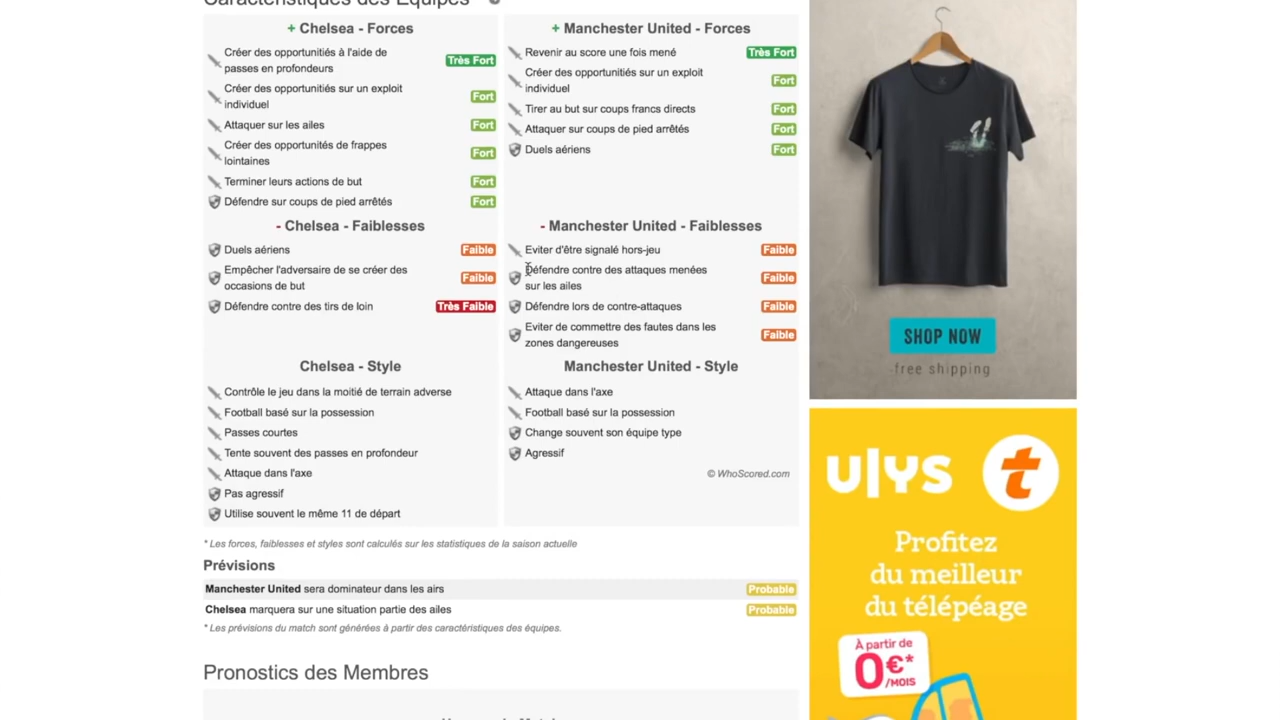 Caractéristiques des Equipes
+ Chelsea - Forces
Créer des opportunités à l'aide de
passes en profondeurs
Très Fort
Créer des opportunités sur un exploit
individuel
Fort
Attaquer sur les ailes
Fort
Créer des opportunités de frappes
lointaines
Fort
Terminer leurs actions de but
Fort
Défendre sur coups de pied arrêtés
Fort
+ Manchester United - Forces
Revenir au score une fois mené
Très Fort
Créer des opportunités sur un exploit
individuel
Fort
Tirer au but sur coups francs directs
Fort
Attaquer sur coups de pied arrêtés
Fort
Duels aériens
Fort
- Chelsea - Faiblesses
Duels aériens
Faible
Empêcher l'adversaire de se créer des
occasions de but
Faible
Défendre contre des tirs de loin
Très Faible
- Manchester United - Faiblesses
Eviter d'être signalé hors-jeu
Faible
Défendre contre des attaques menées
sur les ailes
Faible
Défendre lors de contre-attaques
Faible
Eviter de commettre des fautes dans les
zones dangereuses
Faible
Chelsea - Style
Contrôle le jeu dans la moitié de terrain adverse
Football basé sur la possession
Passes courtes
Tente souvent des passes en profondeur
Attaque dans l'axe
Pas agressif
Utilise souvent le même 11 de départ
Manchester United - Style
Attaque dans l'axe
Football basé sur la possession
Change souvent son équipe type
Agressif
© WhoScored.com
* Les forces, faiblesses et styles sont calculés sur les statistiques de la saison actuelle
Prévisions
Manchester United sera dominateur dans les airs
Probable
Chelsea marquera sur une situation partie des ailes
Probable
* Les prévisions du match sont générées à partir des caractéristiques des équipes.
Pronostics des Membres
SHOP NOW
free shipping
ulys
t
Profitez
du meilleur
du télépéage
À partir de
0€*
/MOIS